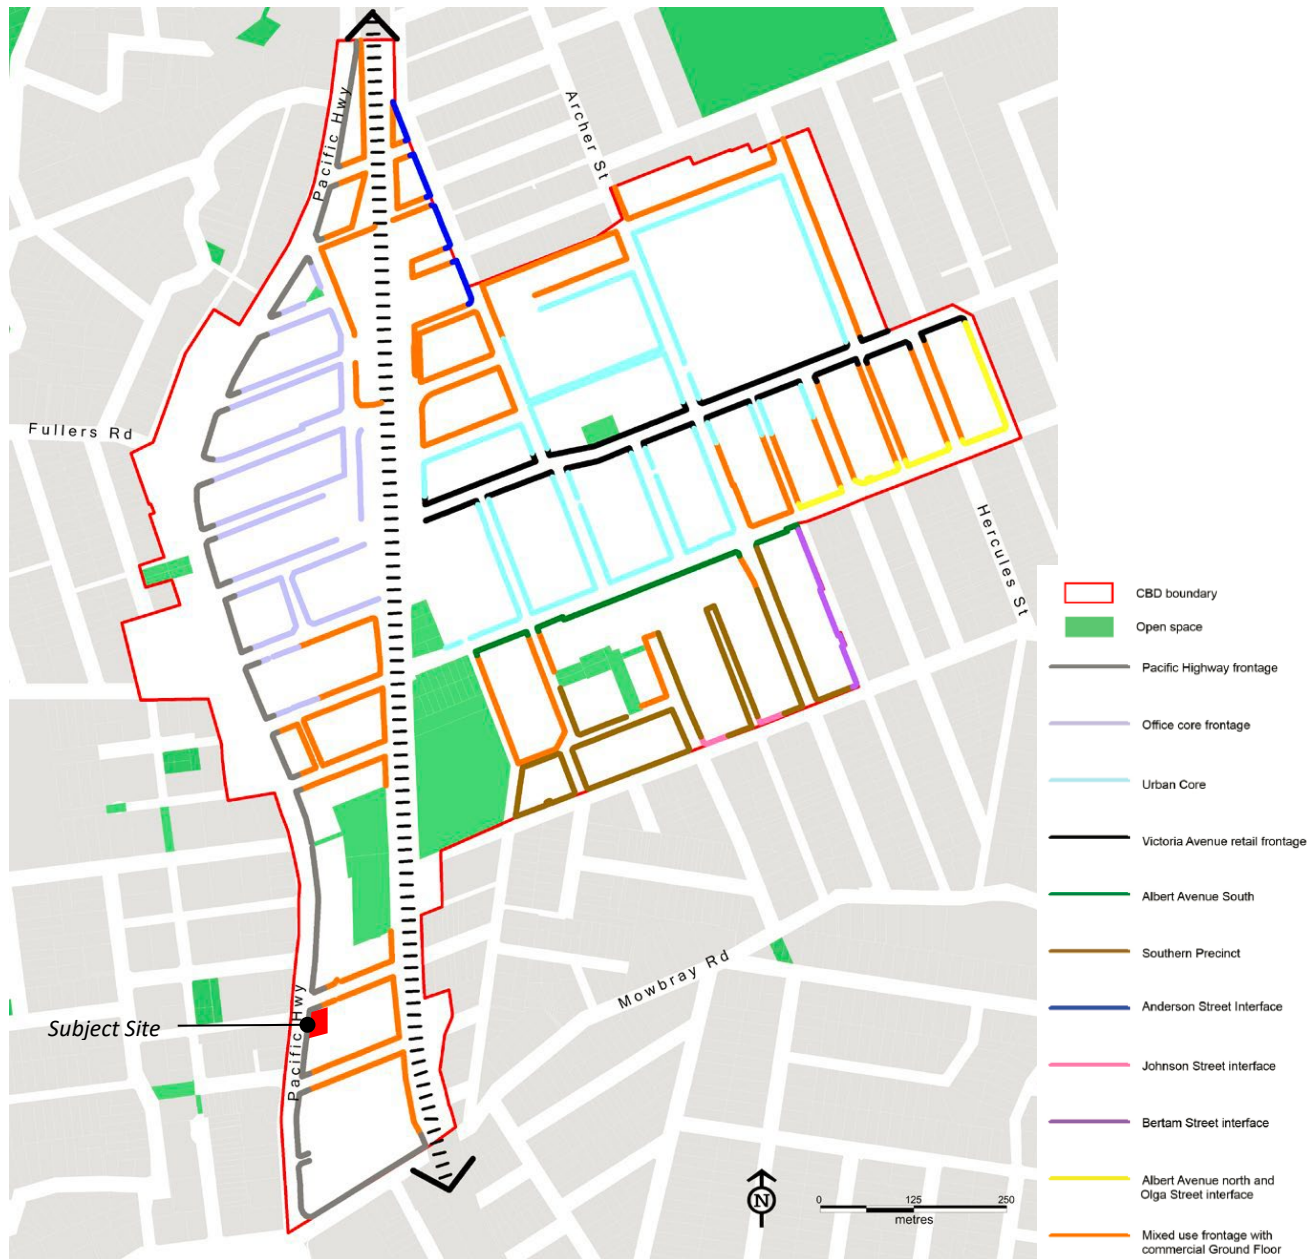 Pacific Hwy
Archer St
Fullers Rd
Hercules St
Mowbray Rd
Pacific Hwy
Subject Site
N
0 125 250
metres
CBD boundary
Open space
Pacific Highway frontage
Office core frontage
Urban Core
Victoria Avenue retail frontage
Albert Avenue South
Southern Precinct
Anderson Street Interface
Johnson Street interface
Bertam Street interface
Albert Avenue north and
Olga Street interface
Mixed use frontage with
commercial Ground Floor